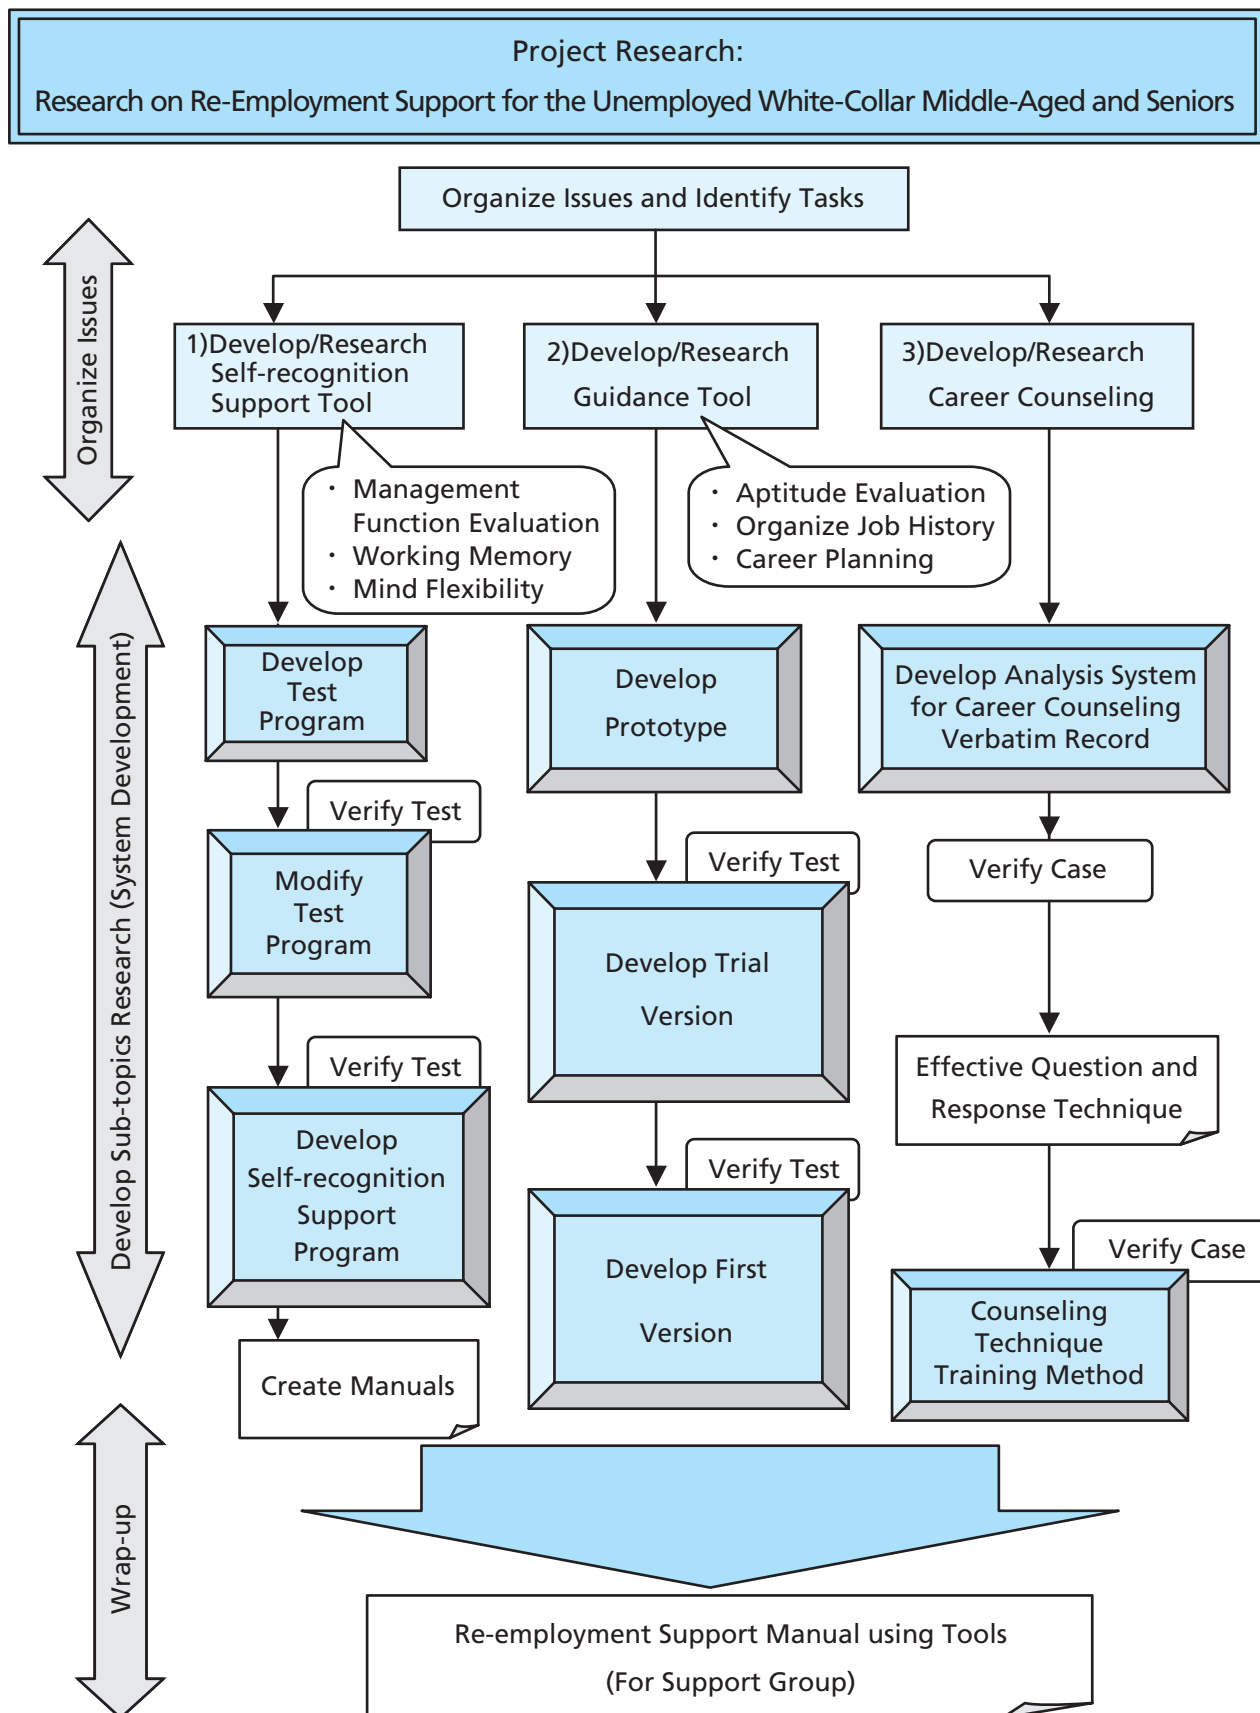 Project Research:
Research on Re-Employment Support for the Unemployed White-Collar Middle-Aged and Seniors
Organize Issues and Identify Tasks
Organize Issues
1)Develop/Research
Self-recognition
Support Tool
2)Develop/Research
Guidance Tool
3)Develop/Research
Career Counseling
・ Management
Function Evaluation
・ Working Memory
・ Mind Flexibility
・ Aptitude Evaluation
・ Organize Job History
・ Career Planning
Develop Sub-topics Research (System Development)
Develop
Test
Program
Verify Test
Modify
Test
Program
Verify Test
Develop
Self-recognition
Support
Program
Create Manuals
Develop
Prototype
Verify Test
Develop Trial
Version
Verify Test
Develop First
Version
Develop Analysis System
for Career Counseling
Verbatim Record
Verify Case
Effective Question and
Response Technique
Verify Case
Counseling
Technique
Training Method
Wrap-up
Re-employment Support Manual using Tools
(For Support Group)